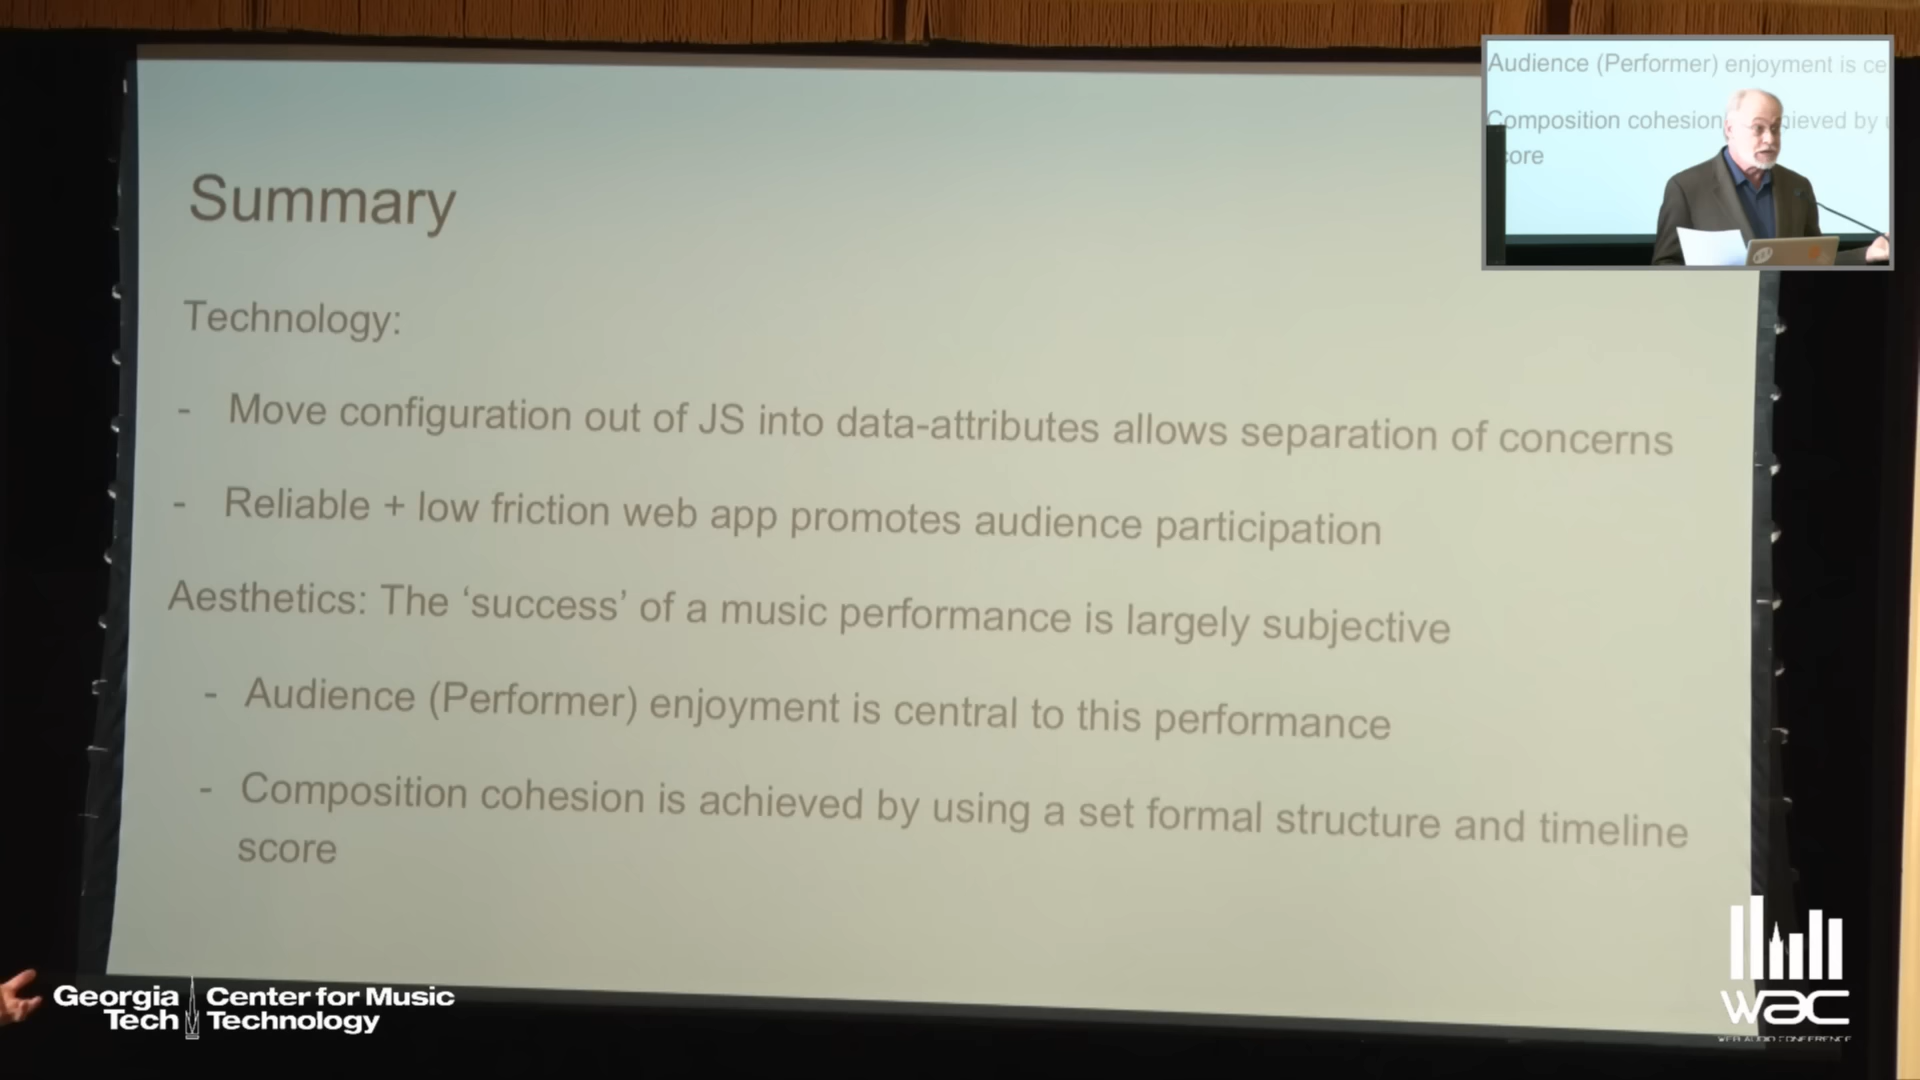 Summary
Technology:
- Move configuration out of JS into data-attributes allows separation of concerns
- Reliable + low friction web app promotes audience participation
Aesthetics: The ‘success’ of a music performance is largely subjective
- Audience (Performer) enjoyment is central to this performance
- Composition cohesion is achieved by using a set formal structure and timeline
score
Audience (Performer) enjoyment is ce
Composition cohesion ieved by
core
Georgia
Tech
Center for Music
Technology
wac
WEB AUDIO CONFERENCE